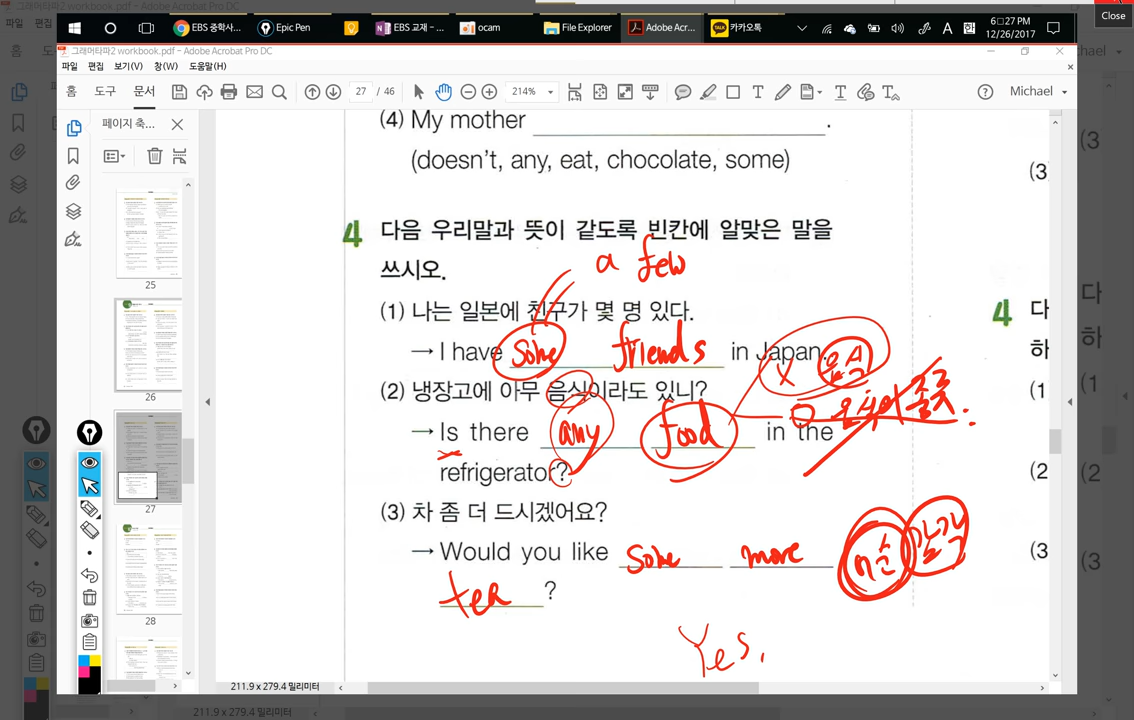 Close
EBS 중학사...
Epic Pen
EBS 교재 – ...
ocam
File Explorer
Adobe Acr...
카카오톡
A 한
6:27 PM
12/26/2017
그래머타파2 workbook.pdf - Adobe Acrobat Pro DC
파일 편집 보기(V) 창(W) 도움말(H)
홈 도구 문서
27 / 46
214%
Michael
페이지 축...
25
26
27
28
(4) My mother .
(doesn't, any, eat, chocolate, some)
4 다음 우리말과 뜻이 같도록 빈칸에 알맞은 말을
쓰시오.
a few
(1) 나는 일본에 친구가 몇 명 있다.
→ I have some friends in Japan.
X 음식
(2) 냉장고에 아무 음식이라도 있니?
→ Is there any food in the
refrigerator?
(3) 차 좀 더 드시겠어요?
→ Would you like some more
tea ?
Yes,
(3
4 다
하
(1
(2
(3
211.9 x 279.4 밀리미터